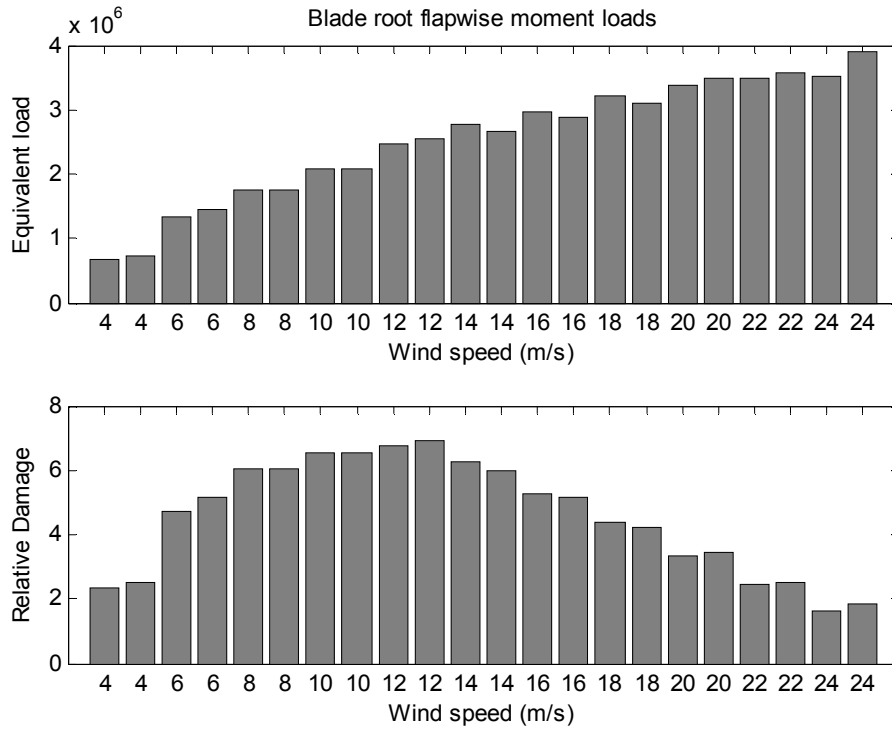 Blade root flapwise moment loads
x 10^6
4
3
2
1
0
Equivalent load
4 4 6 6 8 8 10 10 12 12 14 14 16 16 18 18 20 20 22 22 24 24
Wind speed (m/s)
8
6
4
2
0
Relative Damage
4 4 6 6 8 8 10 10 12 12 14 14 16 16 18 18 20 20 22 22 24 24
Wind speed (m/s)